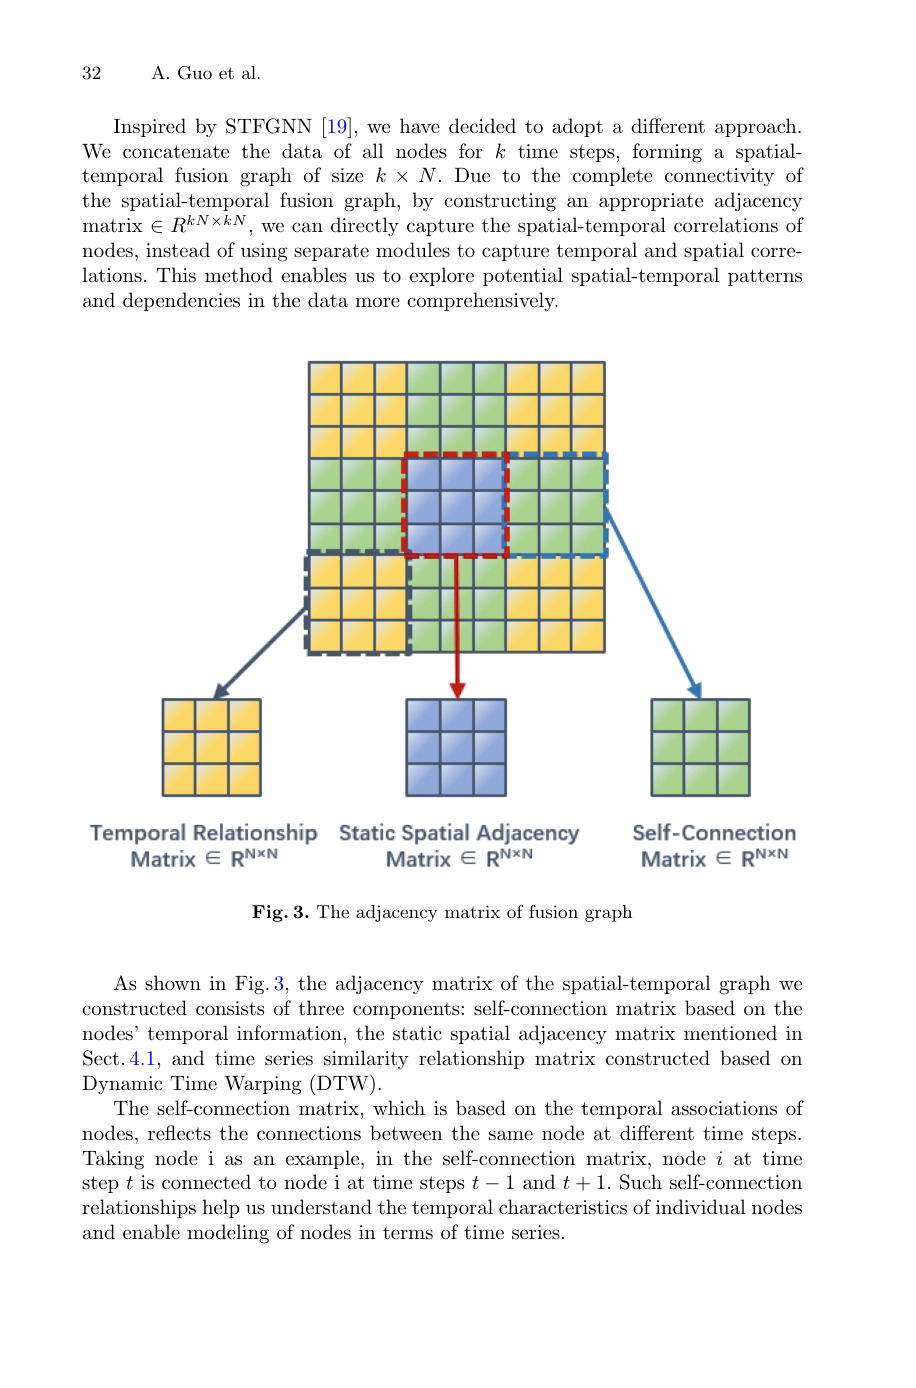 32 A. Guo et al.
Inspired by STFGNN [19], we have decided to adopt a different approach.
We concatenate the data of all nodes for k time steps, forming a spatial-
temporal fusion graph of size k × N. Due to the complete connectivity of
the spatial-temporal fusion graph, by constructing an appropriate adjacency
matrix ∈ R^{kN×kN}, we can directly capture the spatial-temporal correlations of
nodes, instead of using separate modules to capture temporal and spatial corre-
lations. This method enables us to explore potential spatial-temporal patterns
and dependencies in the data more comprehensively.
Temporal Relationship
Matrix ∈ R^{N×N}
Static Spatial Adjacency
Matrix ∈ R^{N×N}
Self-Connection
Matrix ∈ R^{N×N}
Fig. 3. The adjacency matrix of fusion graph
As shown in Fig. 3, the adjacency matrix of the spatial-temporal graph we
constructed consists of three components: self-connection matrix based on the
nodes' temporal information, the static spatial adjacency matrix mentioned in
Sect. 4.1, and time series similarity relationship matrix constructed based on
Dynamic Time Warping (DTW).
The self-connection matrix, which is based on the temporal associations of
nodes, reflects the connections between the same node at different time steps.
Taking node i as an example, in the self-connection matrix, node i at time
step t is connected to node i at time steps t − 1 and t + 1. Such self-connection
relationships help us understand the temporal characteristics of individual nodes
and enable modeling of nodes in terms of time series.